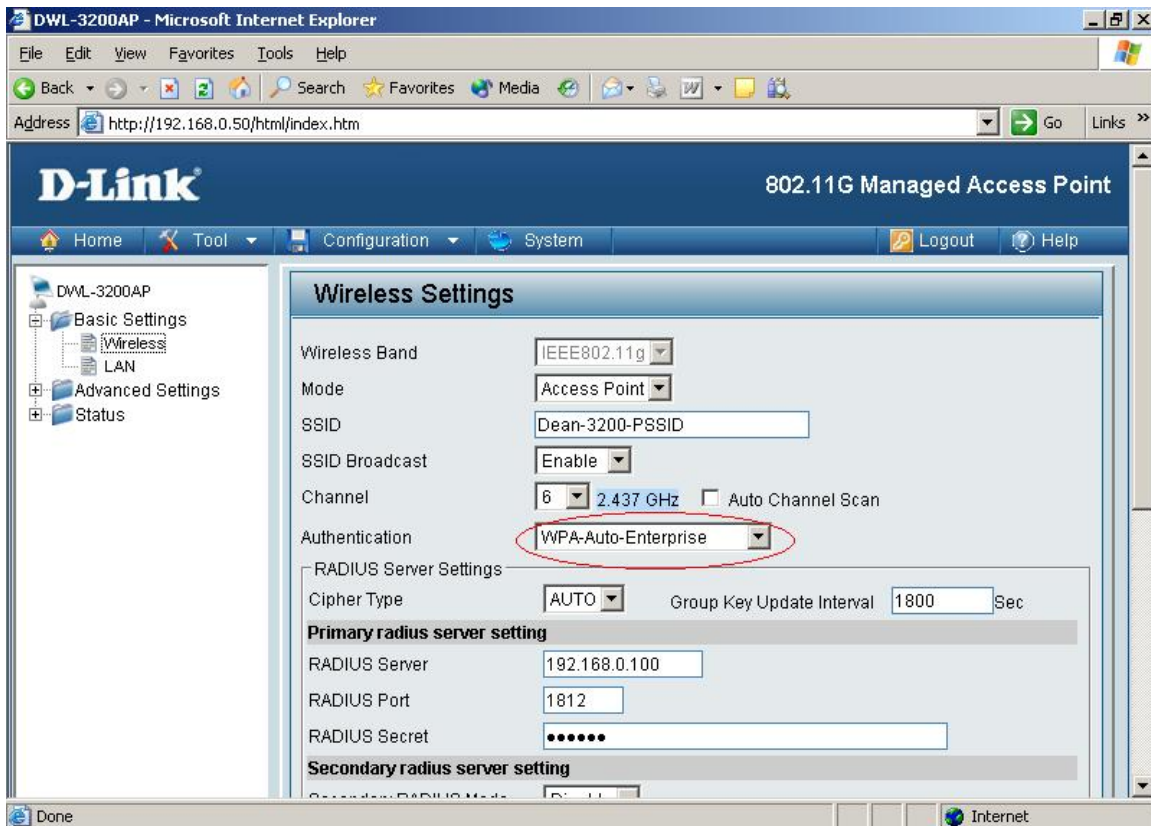 DWL-3200AP - Microsoft Internet Explorer
File Edit View Favorites Tools Help
Back Search Favorites Media
Address http://192.168.0.50/html/index.htm Go Links »
D-Link 802.11G Managed Access Point
Home Tool Configuration System Logout Help
DWL-3200AP
Basic Settings
Wireless
LAN
Advanced Settings
Status
Wireless Settings
Wireless Band IEEE802.11g
Mode Access Point
SSID Dean-3200-PSSID
SSID Broadcast Enable
Channel 6 2.437 GHz Auto Channel Scan
Authentication WPA-Auto-Enterprise
RADIUS Server Settings
Cipher Type AUTO Group Key Update Interval 1800 Sec
Primary radius server setting
RADIUS Server 192.168.0.100
RADIUS Port 1812
RADIUS Secret ••••••
Secondary radius server setting
Secondary RADIUS Mode Disable
Done Internet